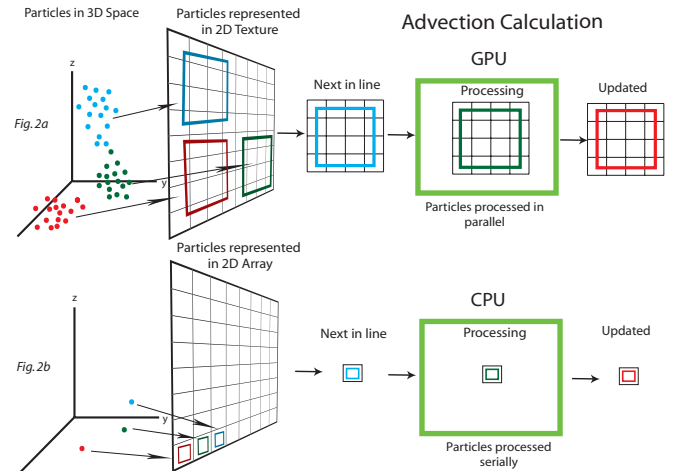 Particles in 3D Space
Particles represented
in 2D Texture
Advection Calculation
GPU
Next in line
Processing
Updated
z
Fig.2a
y
Particles processed in
parallel
Particles represented
in 2D Array
CPU
z
Next in line
Processing
Updated
Fig.2b
y
Particles processed
serially